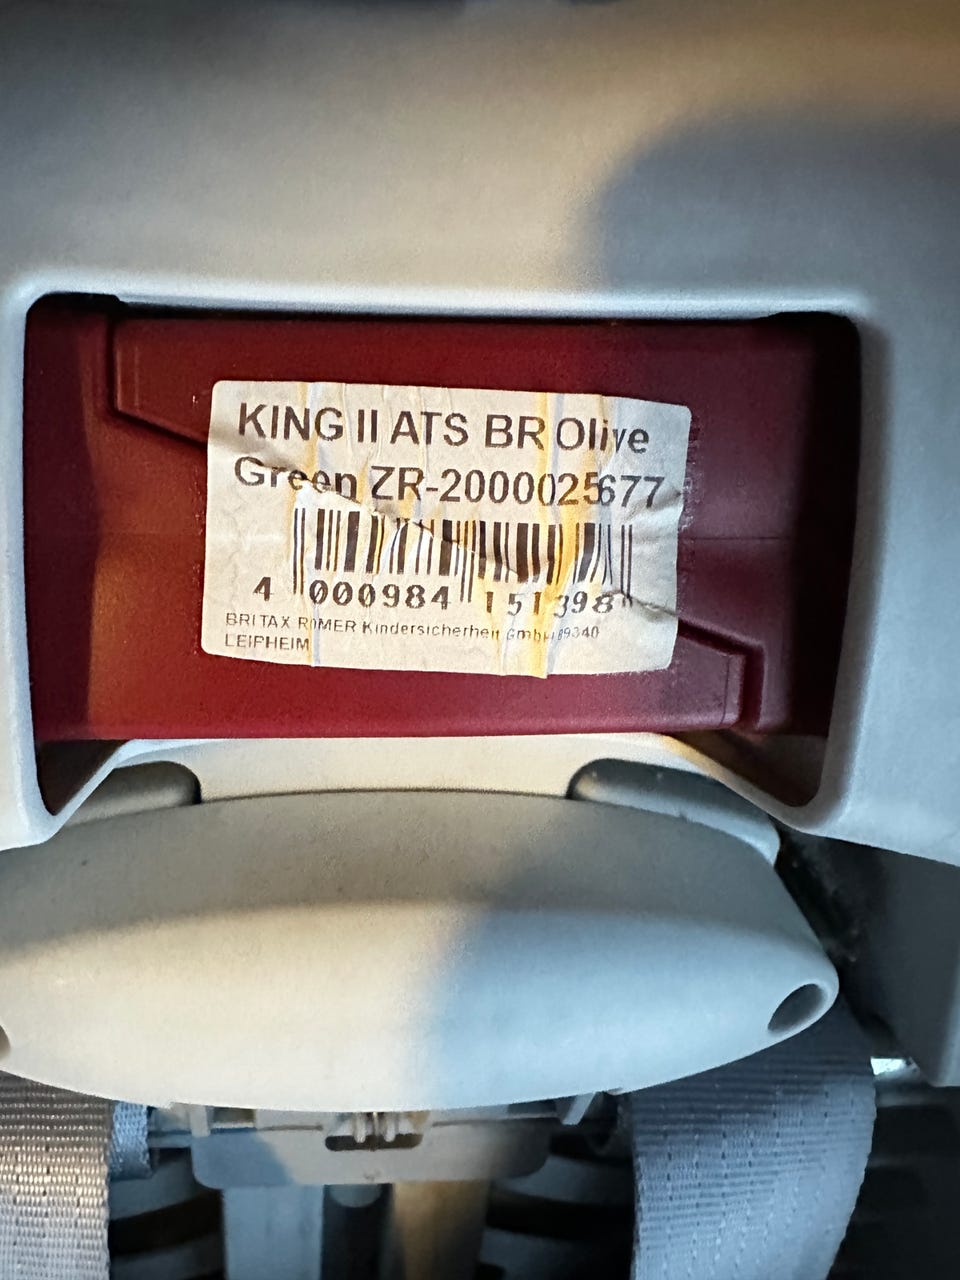 KING II ATS BR Olive
Green ZR-2000025677
4 000984 151398
BRITAX RÖMER Kindersicherheit GmbH 89340
LEIPHEIM